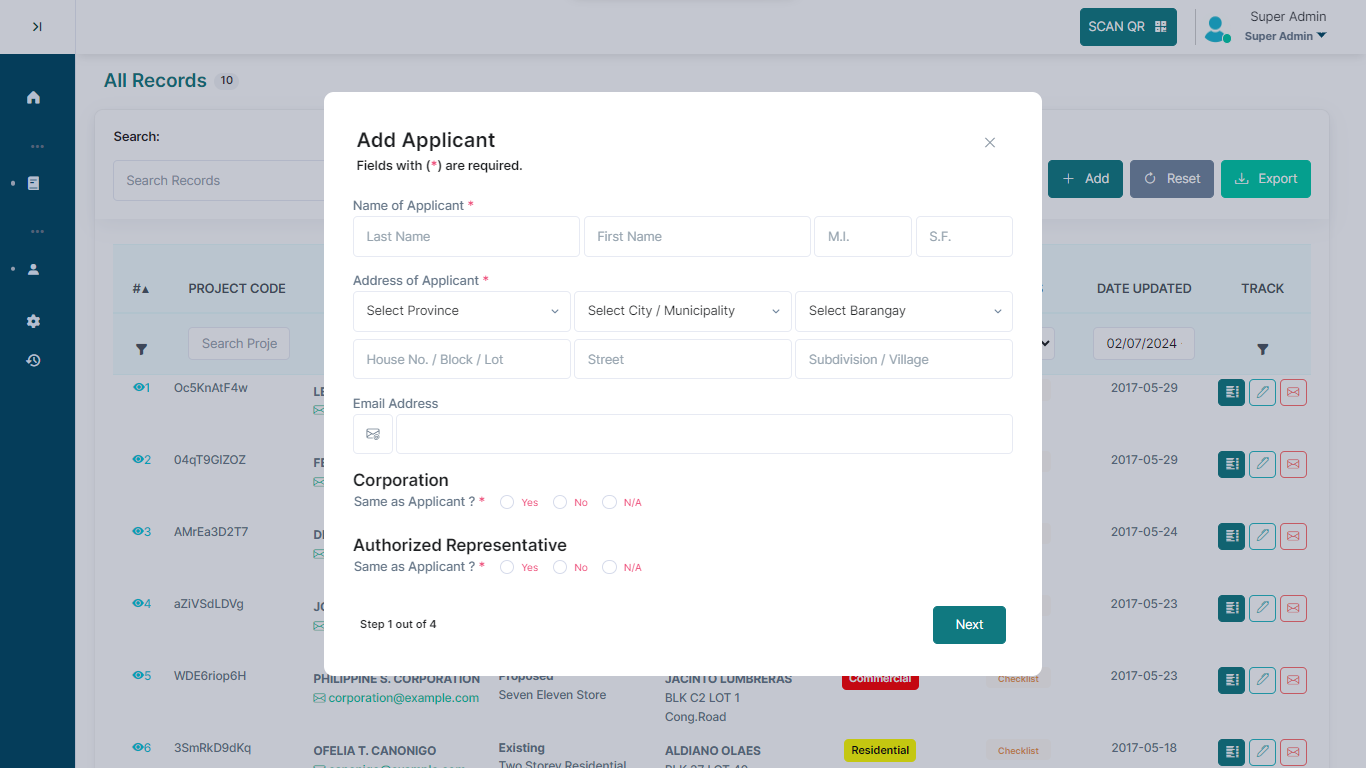 SCAN QR
Super Admin
Super Admin
All Records 10
Search:
Search Records
Add
Reset
Export
Add Applicant
Fields with (*) are required.
Name of Applicant *
Last Name
First Name
M.I.
S.F.
Address of Applicant *
Select Province
Select City / Municipality
Select Barangay
House No. / Block / Lot
Street
Subdivision / Village
Email Address
Corporation
Same as Applicant ? * Yes No N/A
Authorized Representative
Same as Applicant ? * Yes No N/A
Step 1 out of 4
Next
#▲ PROJECT CODE DATE UPDATED TRACK
Search Proje 02/07/2024
1 Oc5KnAtF4w 2017-05-29
2 04qT9GIZOZ 2017-05-29
3 AMrEa3D2T7 2017-05-24
4 aZiVSdLDVg 2017-05-23
5 WDE6riop6H PHILIPPINE S. CORPORATION Proposed JACINTO LUMBRERAS Commercial Checklist 2017-05-23
corporation@example.com Seven Eleven Store BLK C2 LOT 1
Cong.Road
6 3SmRkD9dKq OFELIA T. CANONIGO Existing ALDIANO OLAES Residential Checklist 2017-05-18
canonigo@example.com Two Storey Residential BLK 27 LOT 40